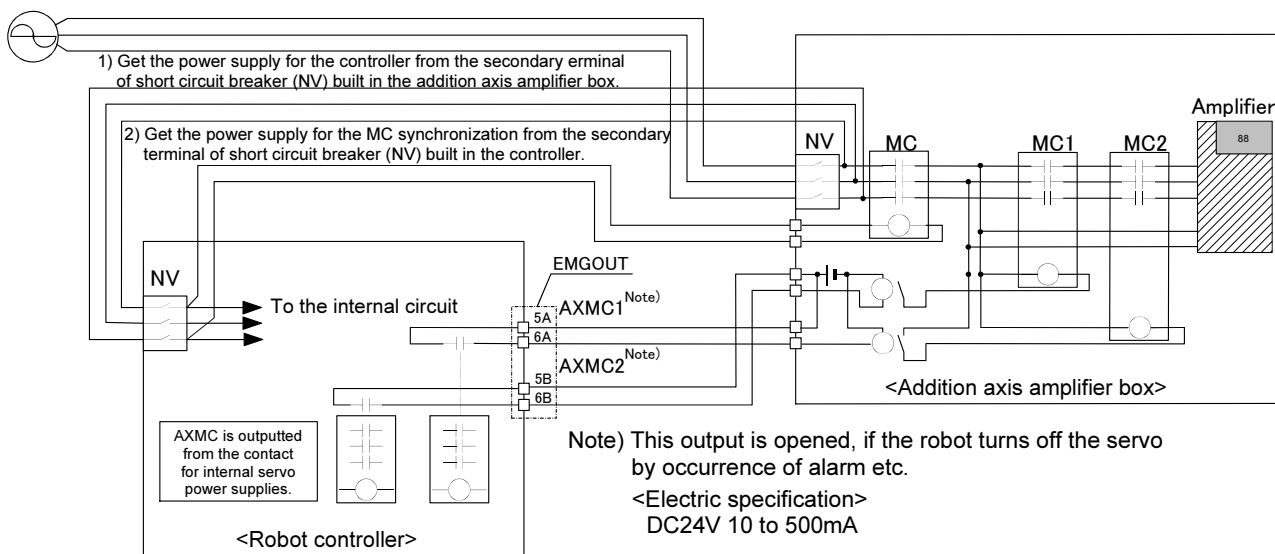 1) Get the power supply for the controller from the secondary erminal
of short circuit breaker (NV) built in the addition axis amplifier box.
2) Get the power supply for the MC synchronization from the secondary
terminal of short circuit breaker (NV) built in the controller.
Amplifier
88
NV
MC
MC1
MC2
NV
To the internal circuit
EMGOUT
AXMC1 Note)
5A
6A
AXMC2 Note)
5B
6B
<Addition axis amplifier box>
AXMC is outputted
from the contact
for internal servo
power supplies.
<Robot controller>
Note) This output is opened, if the robot turns off the servo
by occurrence of alarm etc.
<Electric specification>
DC24V 10 to 500mA